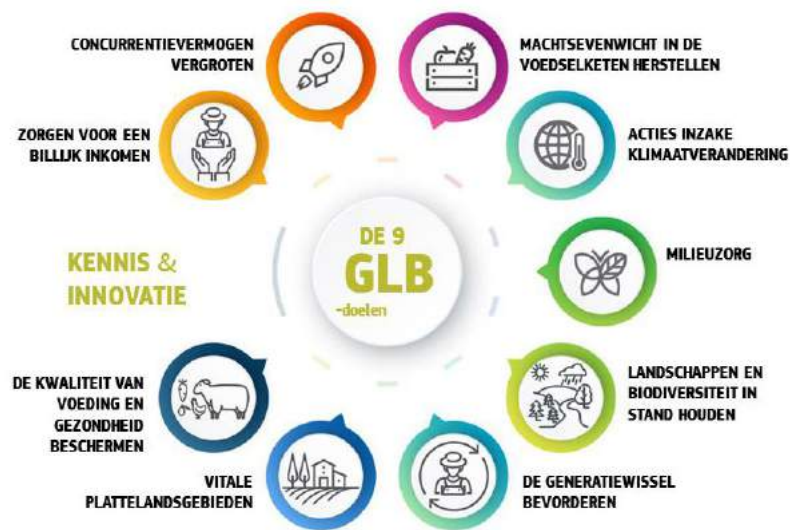 CONCURRENTIEVERMOGEN
VERGROTEN
MACHTSEVENWICHT IN DE
VOEDSELKETEN HERSTELLEN
ZORGEN VOOR EEN
BILLIJK INKOMEN
ACTIES INZAKE
KLIMAATVERANDERING
DE 9
GLB
-doelen
KENNIS &
INNOVATIE
MILIEUZORG
DE KWALITEIT VAN
VOEDING EN
GEZONDHEID
BESCHERMEN
LANDSCHAPPEN EN
BIODIVERSITEIT IN
STAND HOUDEN
VITALE
PLATTELANDSGEBIEDEN
DE GENERATIEWISSEL
BEVORDEREN